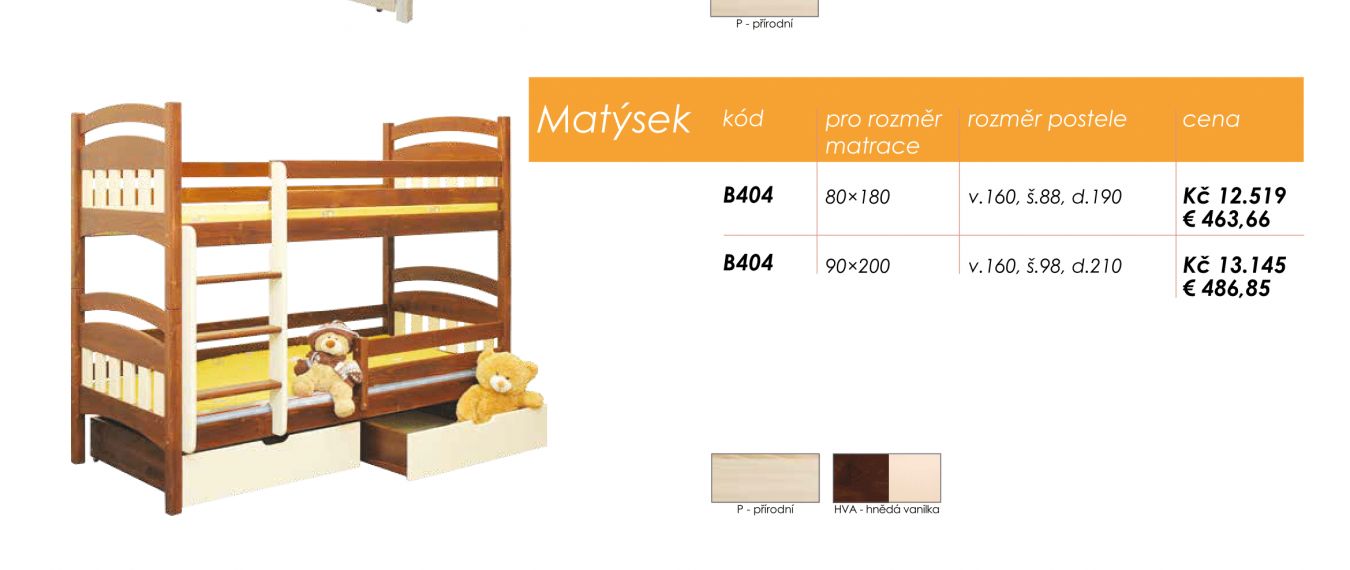 P - přírodní
Matýsek kód pro rozměr matrace rozměr postele cena
B404 80×180 v.160, š.88, d.190 Kč 12.519
€ 463,66
B404 90×200 v.160, š.98, d.210 Kč 13.145
€ 486,85
P - přírodní HVA - hnědá vanilka